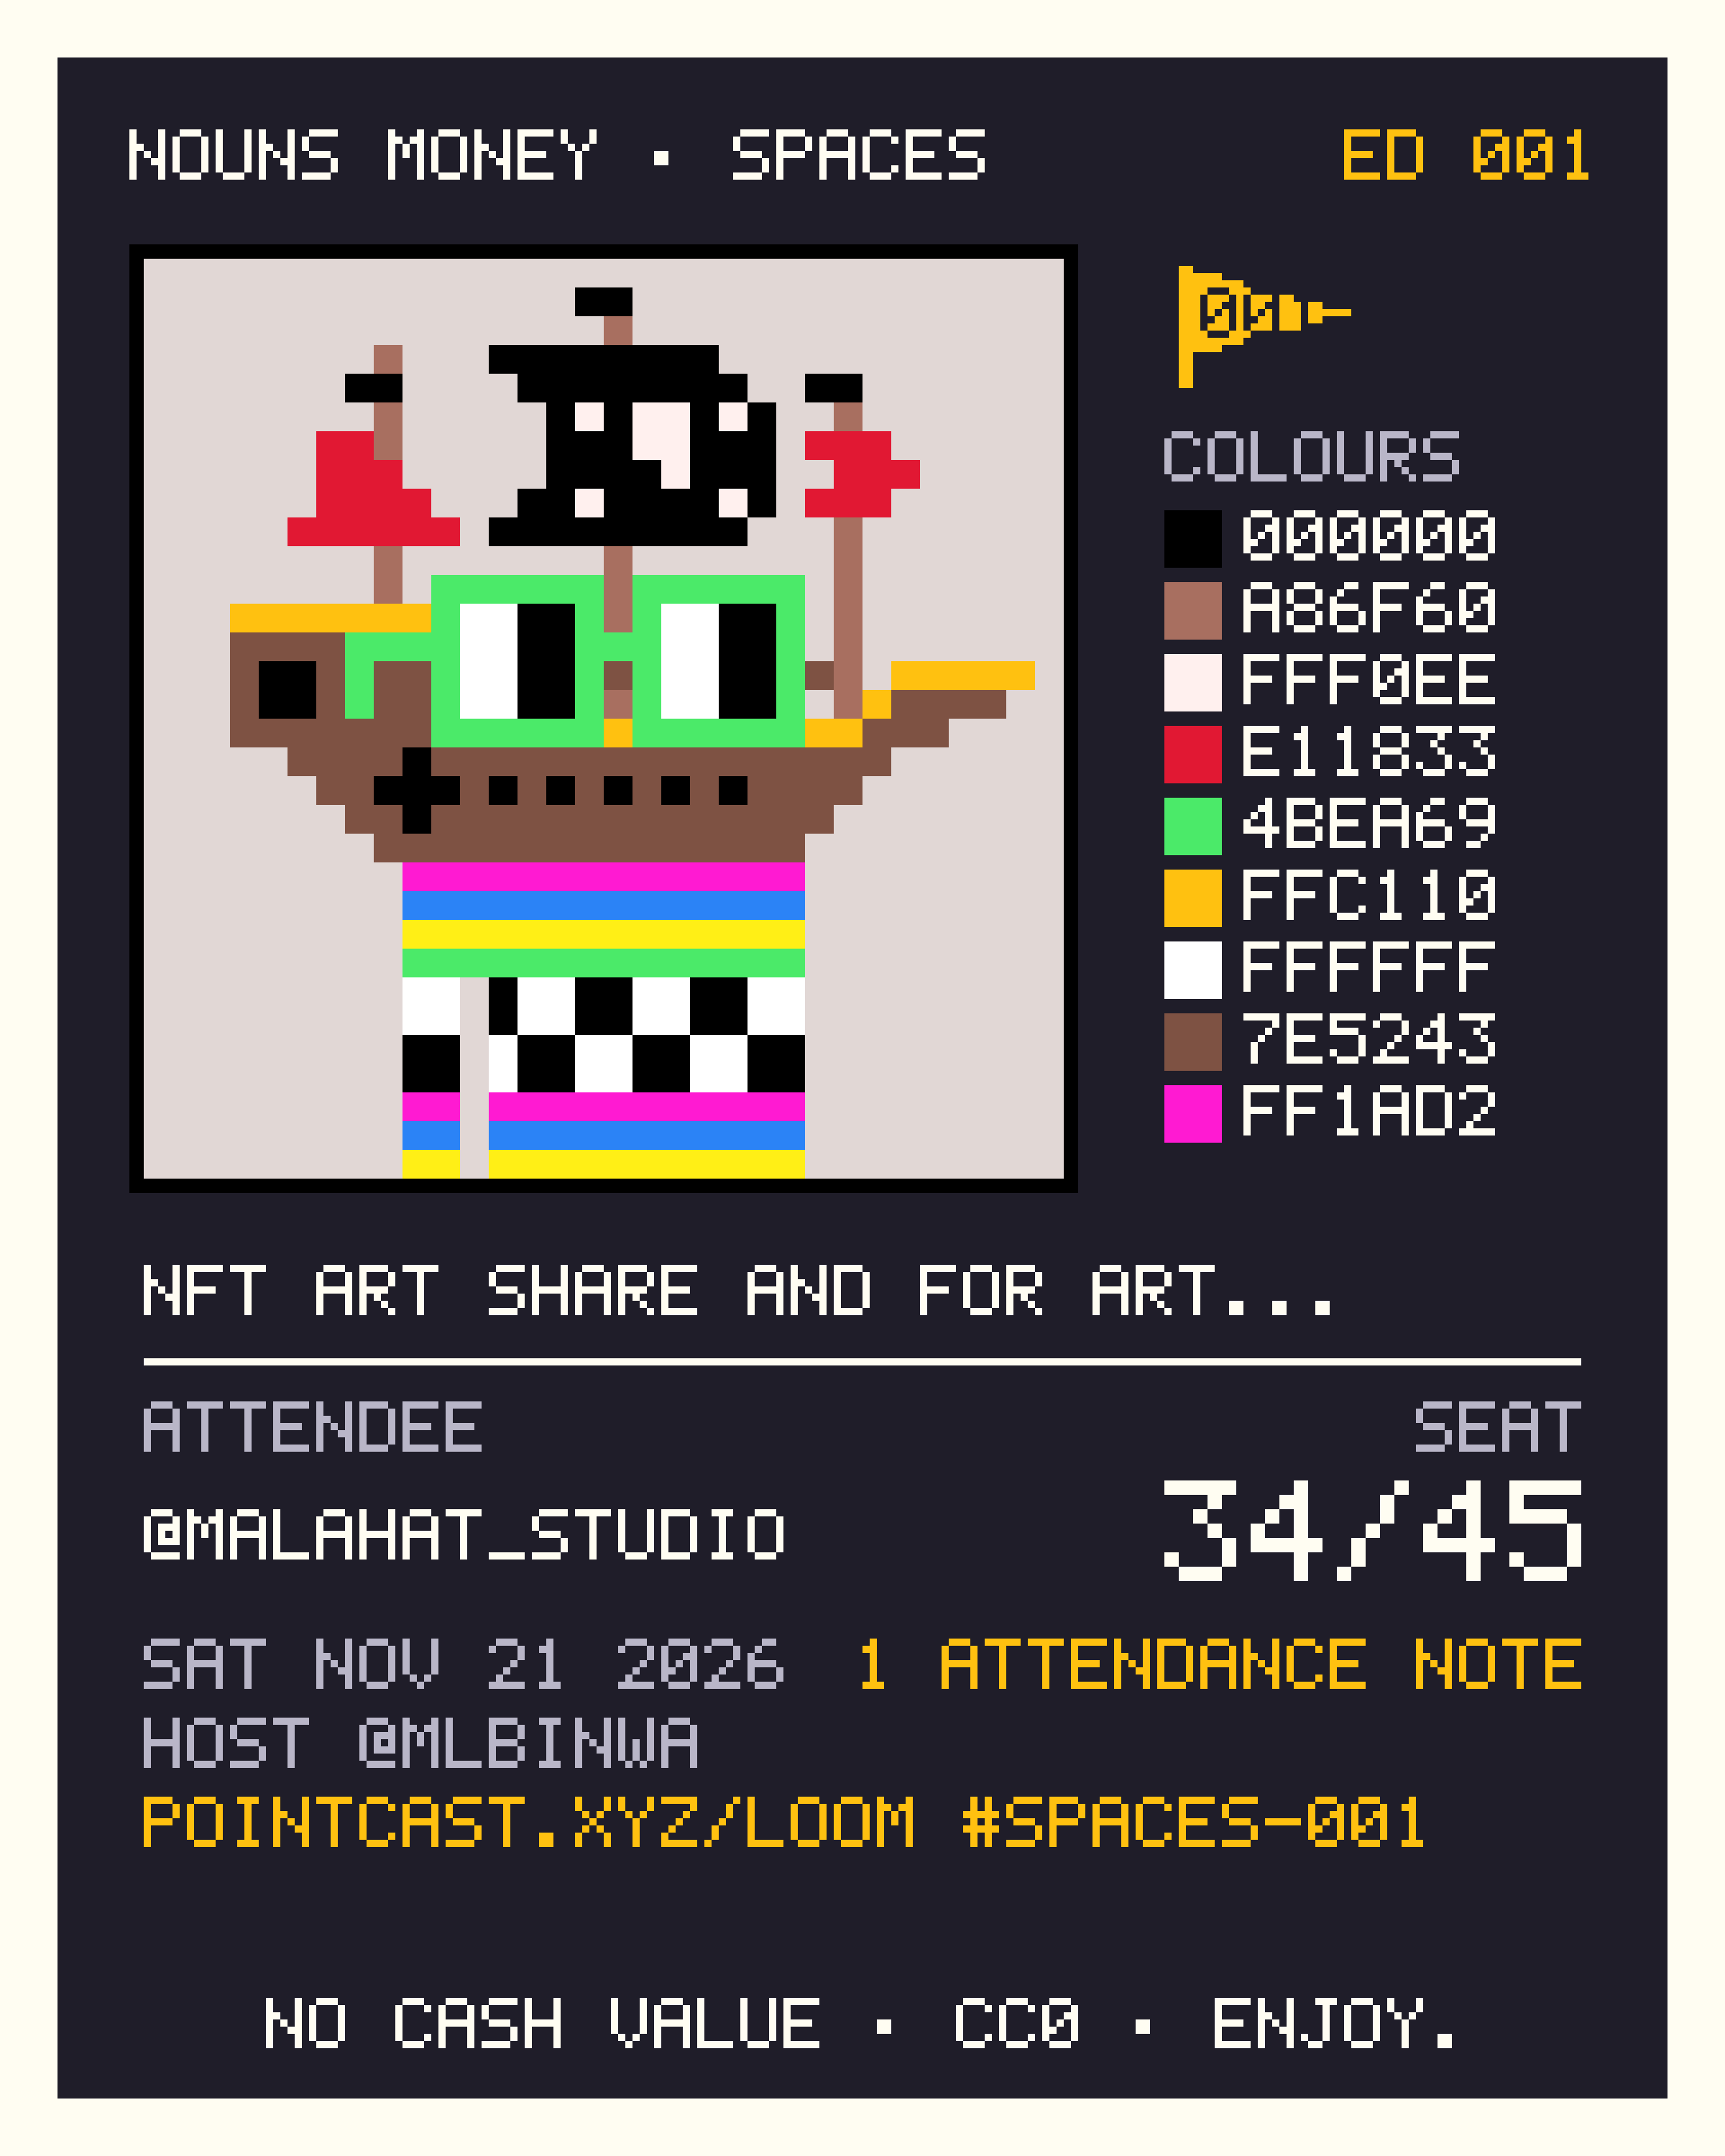 NOUNS MONEY · SPACES ED 001
COLOURS
000000
A86F60
FFF0EE
E11833
4BEA69
FFC110
FFFFFF
7E5243
FF1AD2
NFT ART SHARE AND FOR ART...
ATTENDEE SEAT
@MALAHAT_STUDIO 34/45
SAT NOV 21 2026 1 ATTENDANCE NOTE
HOST @MLBINWA
POINTCAST.XYZ/LOOM #SPACES-001
NO CASH VALUE · CC0 · ENJOY.